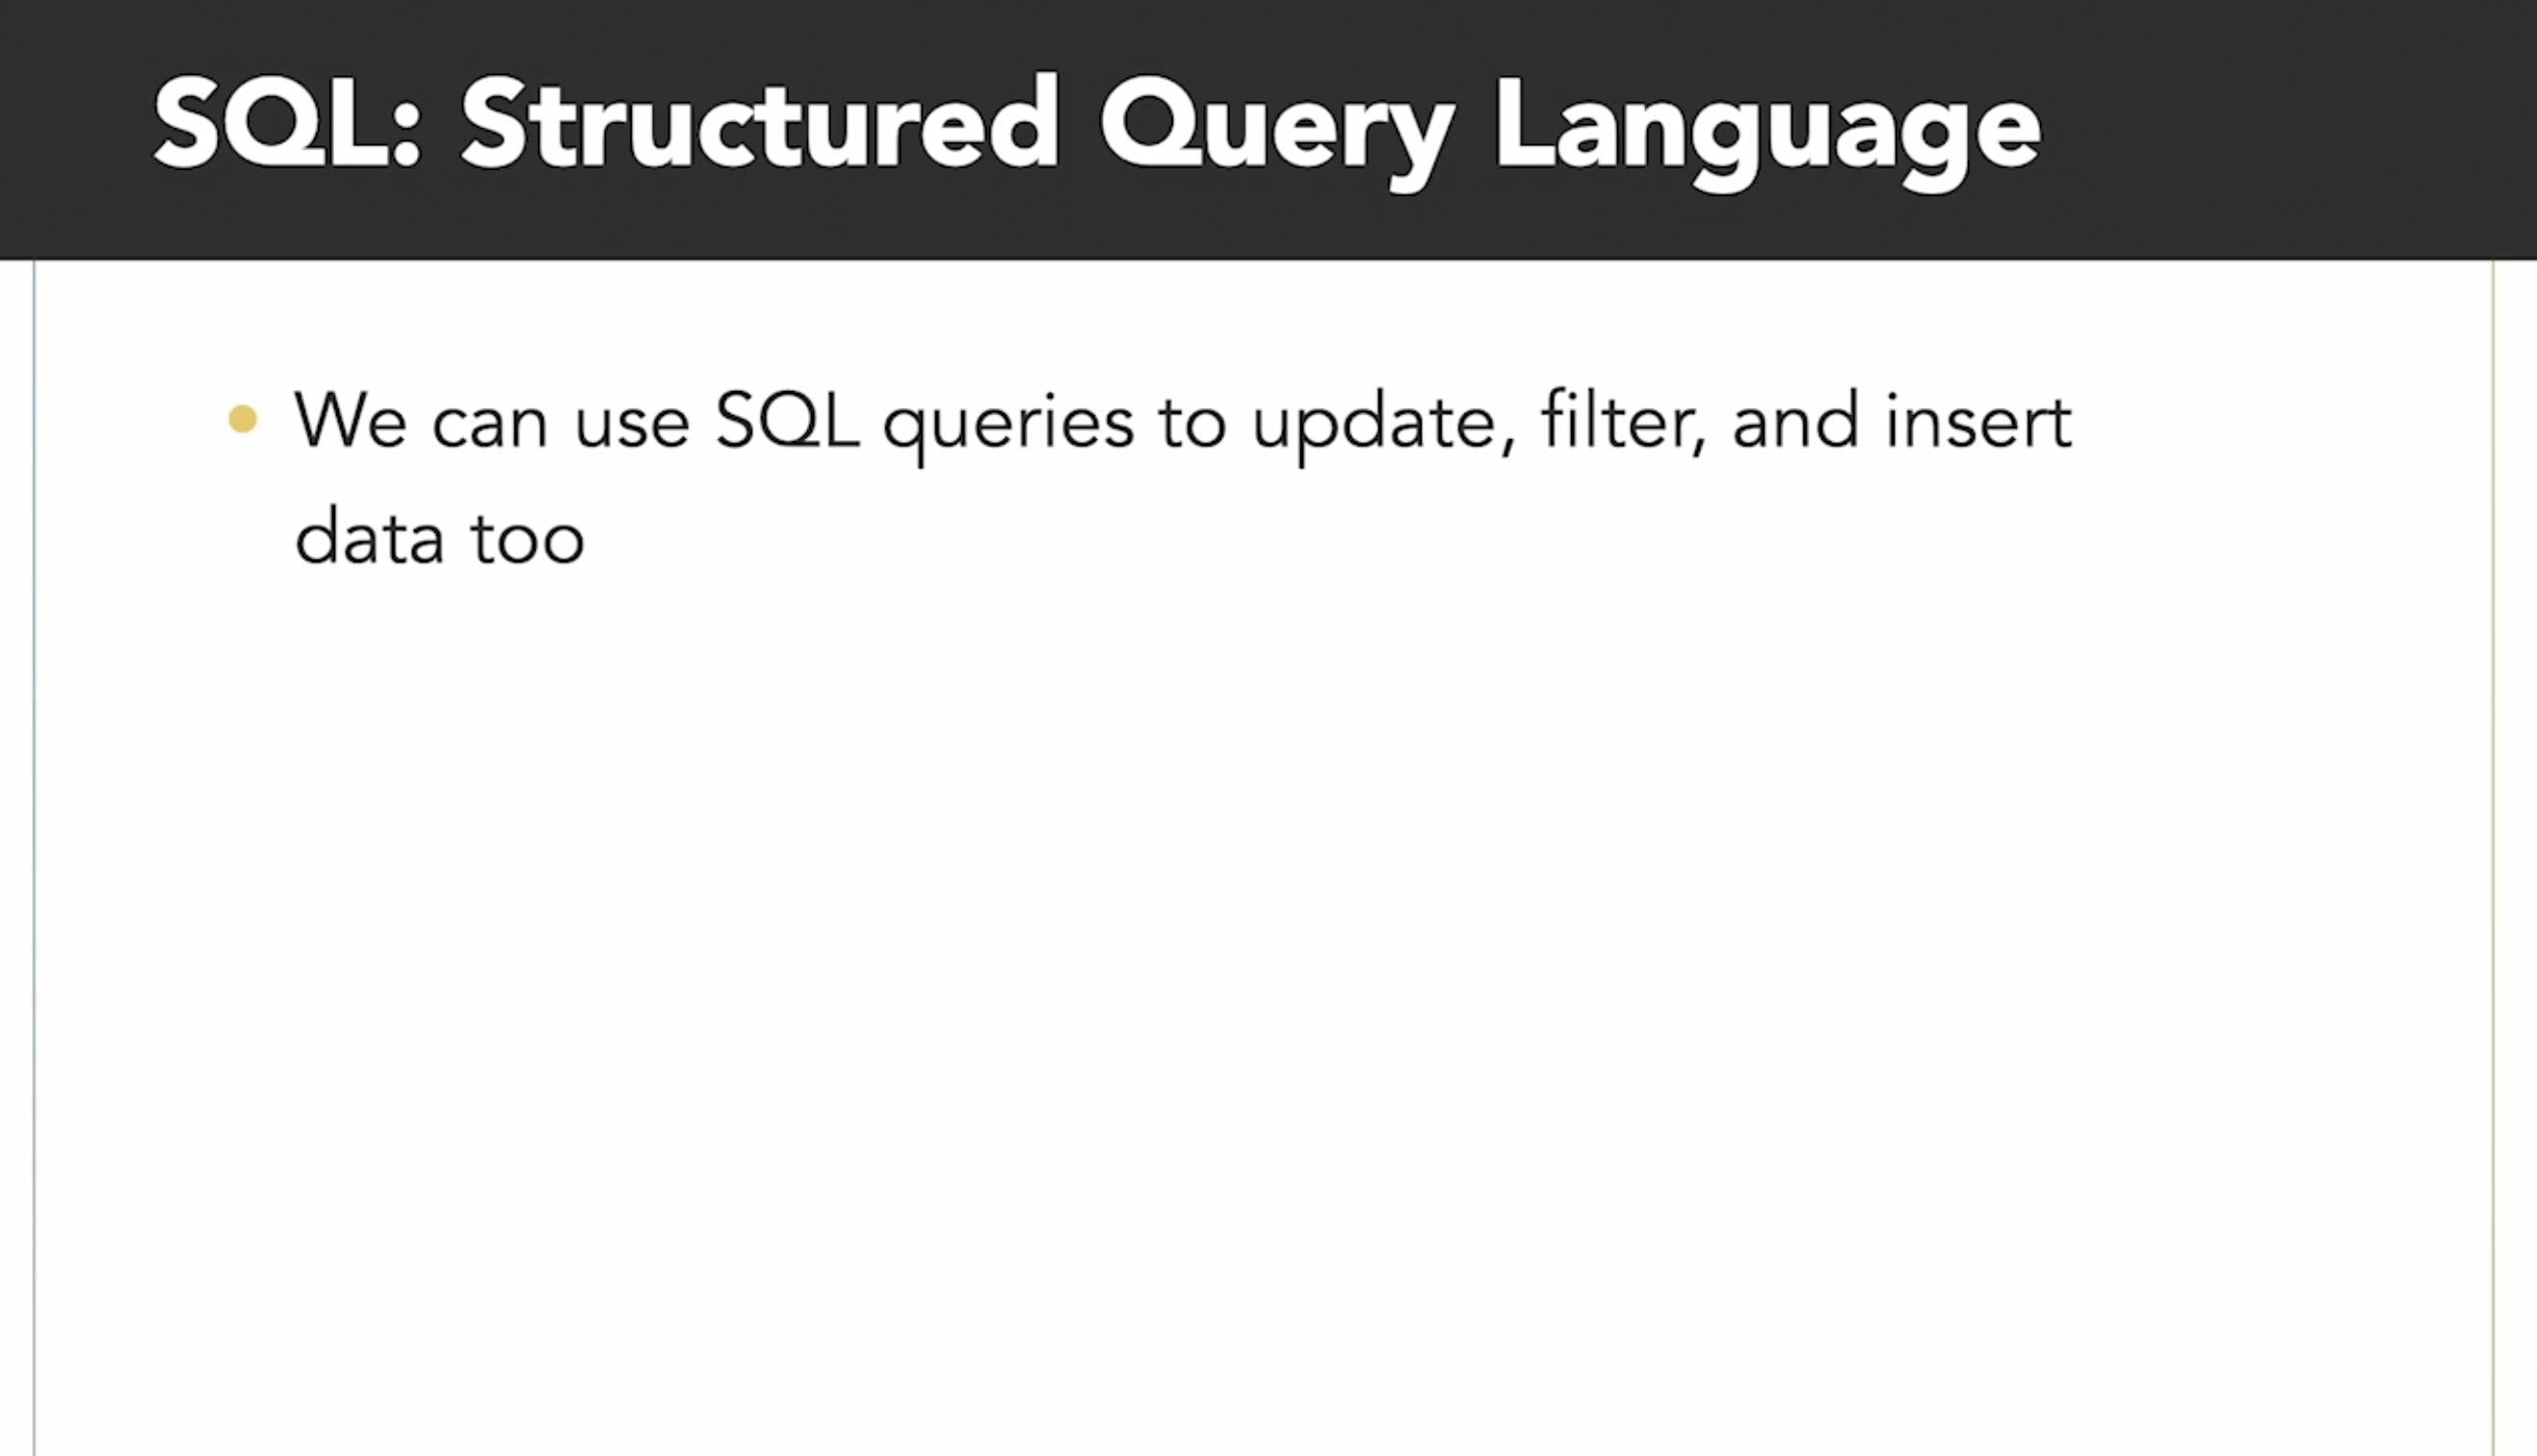 SQL: Structured Query Language
We can use SQL queries to update, filter, and insert
data too